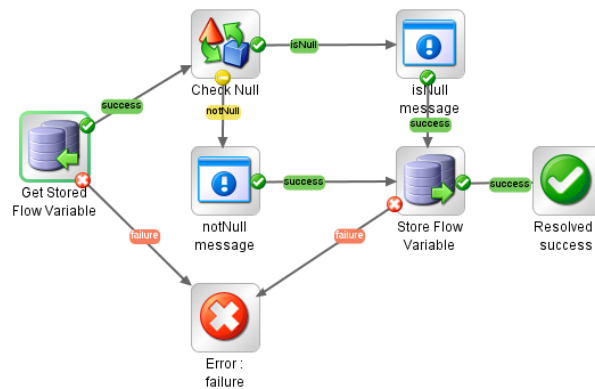 isNull
Check Null
isNull
message
success
notNull
success
Get Stored
Flow Variable
success
notNull
message
success
Store Flow
Variable
Resolved :
success
failure
failure
Error :
failure